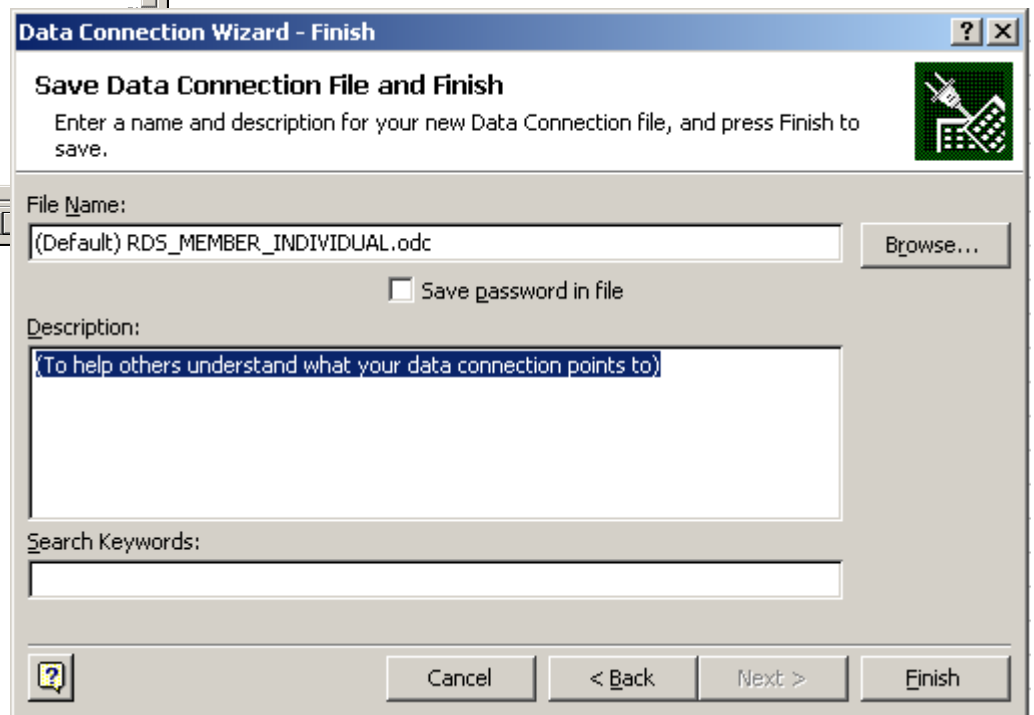 Data Connection Wizard - Finish
Save Data Connection File and Finish
Enter a name and description for your new Data Connection file, and press Finish to
save.
File Name:
(Default) RDS_MEMBER_INDIVIDUAL.odc
Browse...
Save password in file
Description:
(To help others understand what your data connection points to)
Search Keywords:
Cancel
< Back
Next >
Finish